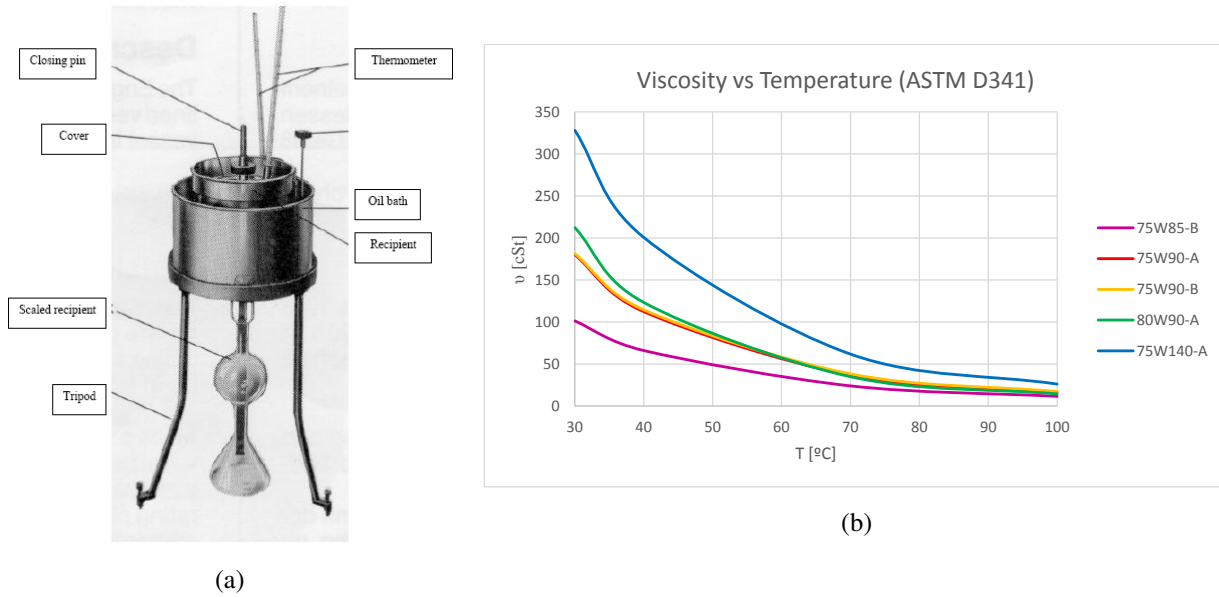 Closing pin
Thermometer
Cover
Oil bath
Recipient
Scaled recipient
Tripod
(a)
Viscosity vs Temperature (ASTM D341)
υ [cSt]
350
300
250
200
150
100
50
0
30
40
50
60
70
80
90
100
T [ºC]
75W85-B
75W90-A
75W90-B
80W90-A
75W140-A
(b)